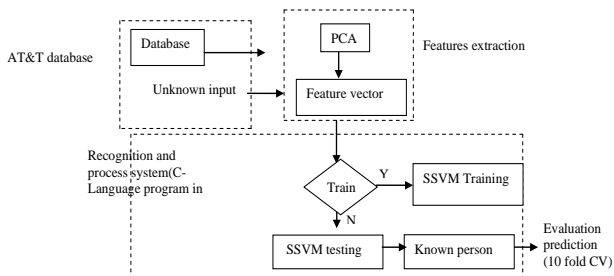 AT&T database
Database
Unknown input
PCA
Feature vector
Features extraction
Recognition and
process system(C-
Language program in
Train
Y
N
SSVM Training
SSVM testing
Known person
Evaluation
prediction
(10 fold CV)